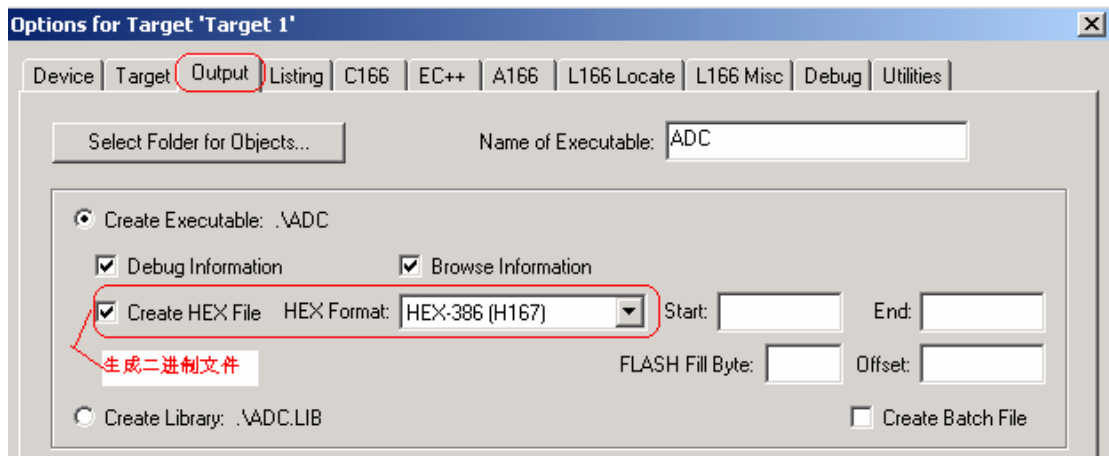 Options for Target 'Target 1'
Device Target Output Listing C166 EC++ A166 L166 Locate L166 Misc Debug Utilities
Select Folder for Objects... Name of Executable: ADC
Create Executable: .\ADC
Debug Information Browse Information
Create HEX File HEX Format: HEX-386 (H167) Start: End:
生成二进制文件 FLASH Fill Byte: Offset:
Create Library: .\ADC.LIB Create Batch File